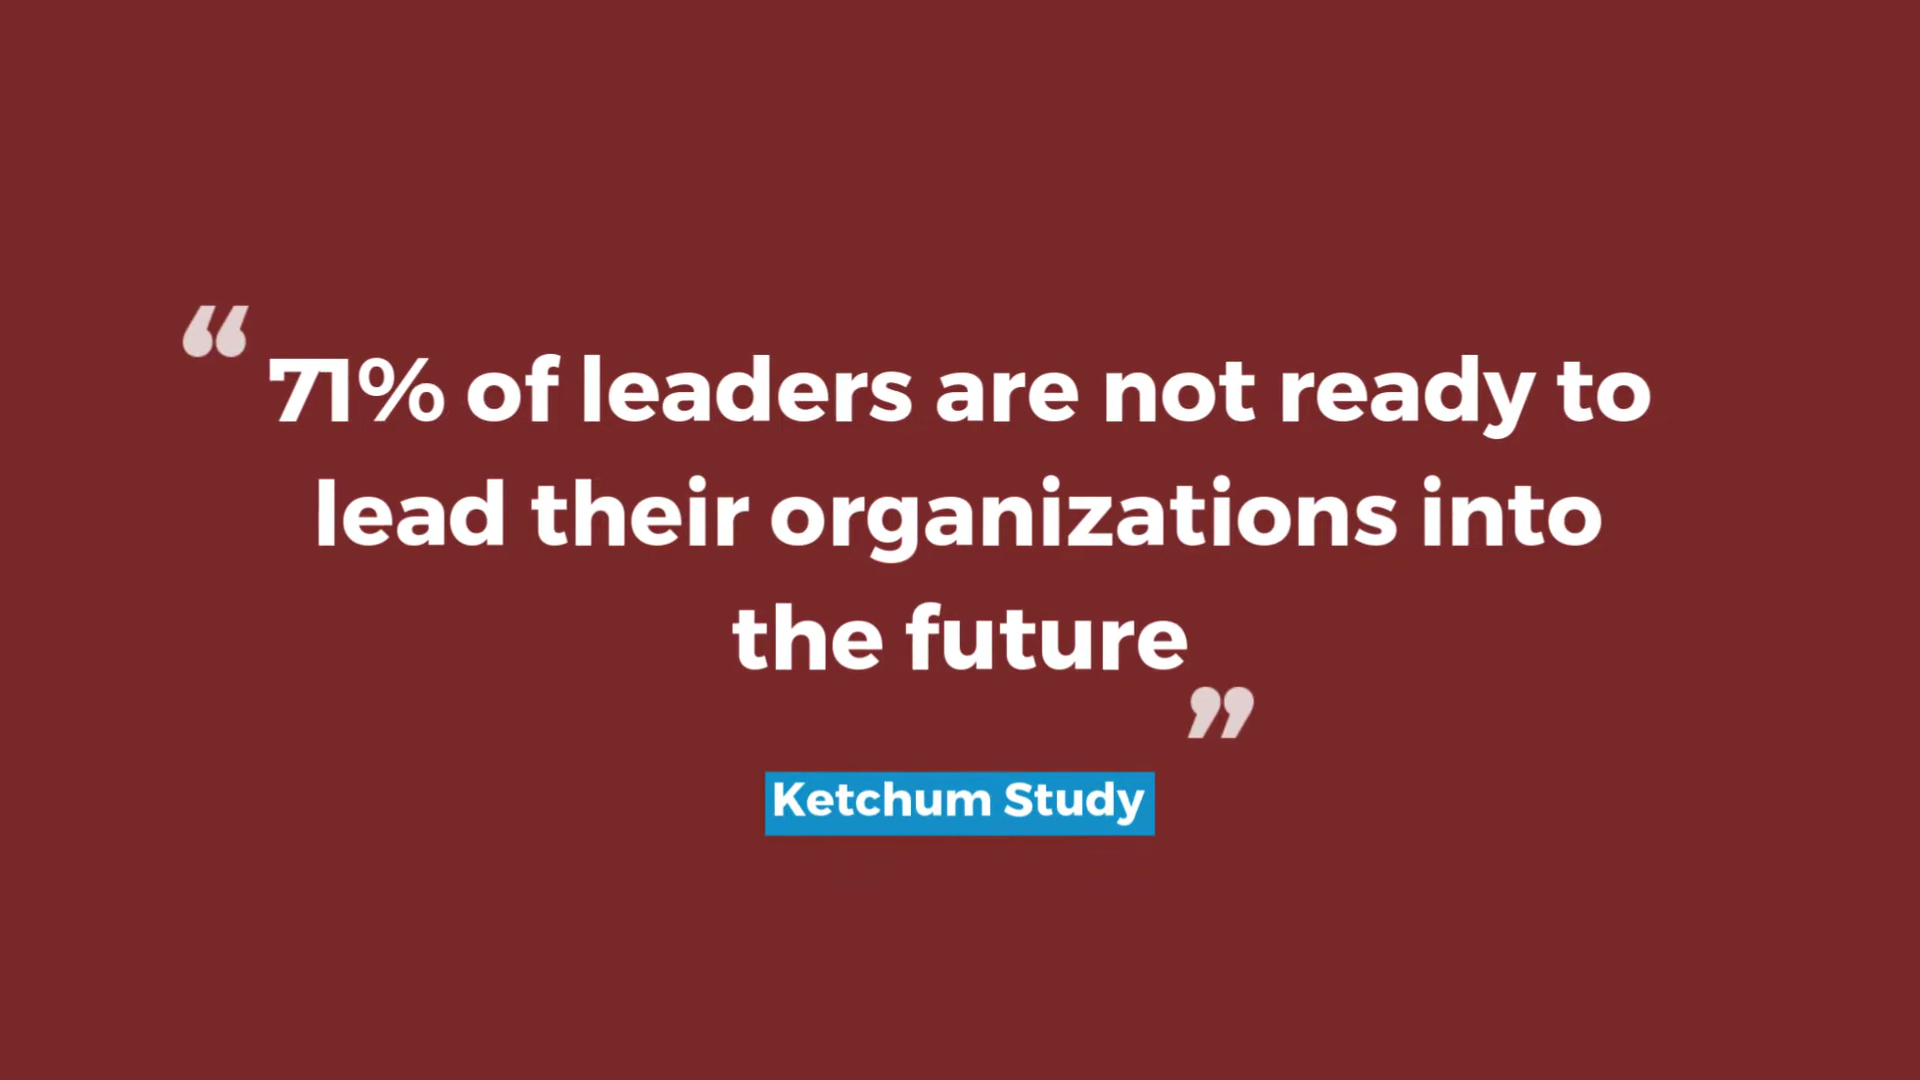 “71% of leaders are not ready to
lead their organizations into
the future”
Ketchum Study